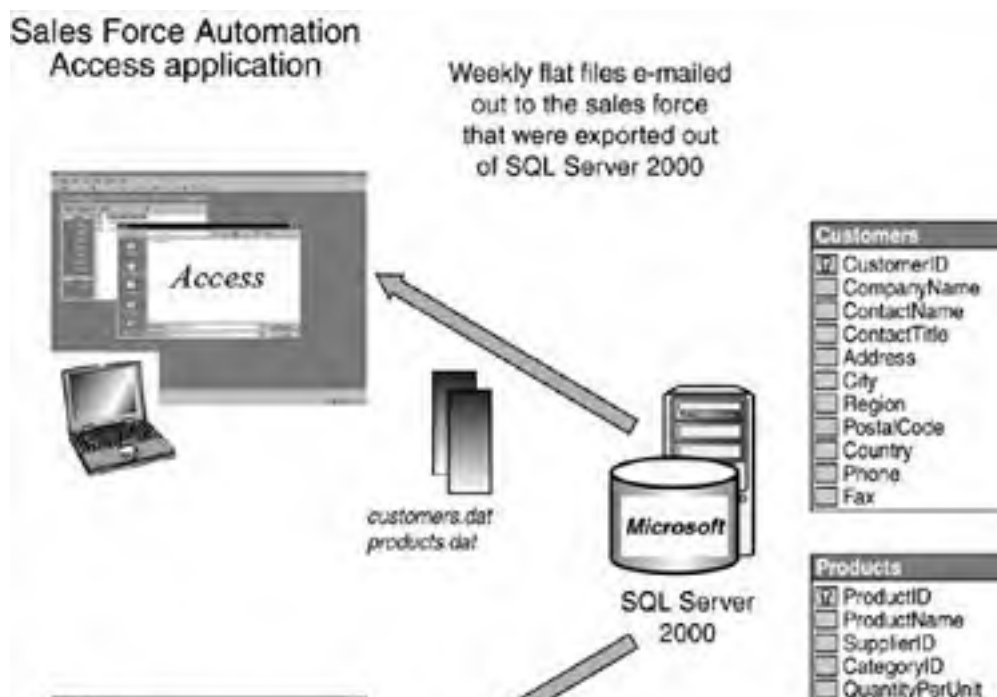 Sales Force Automation
Access application
Weekly flat files e-mailed
out to the sales force
that were exported out
of SQL Server 2000
Access
customers.dat
products.dat
Microsoft
SQL Server
2000
Customers
CustomerID
CompanyName
ContactName
ContactTitle
Address
City
Region
PostalCode
Country
Phone
Fax
Products
ProductID
ProductName
SupplierID
CategoryID
QuantityPerUnit